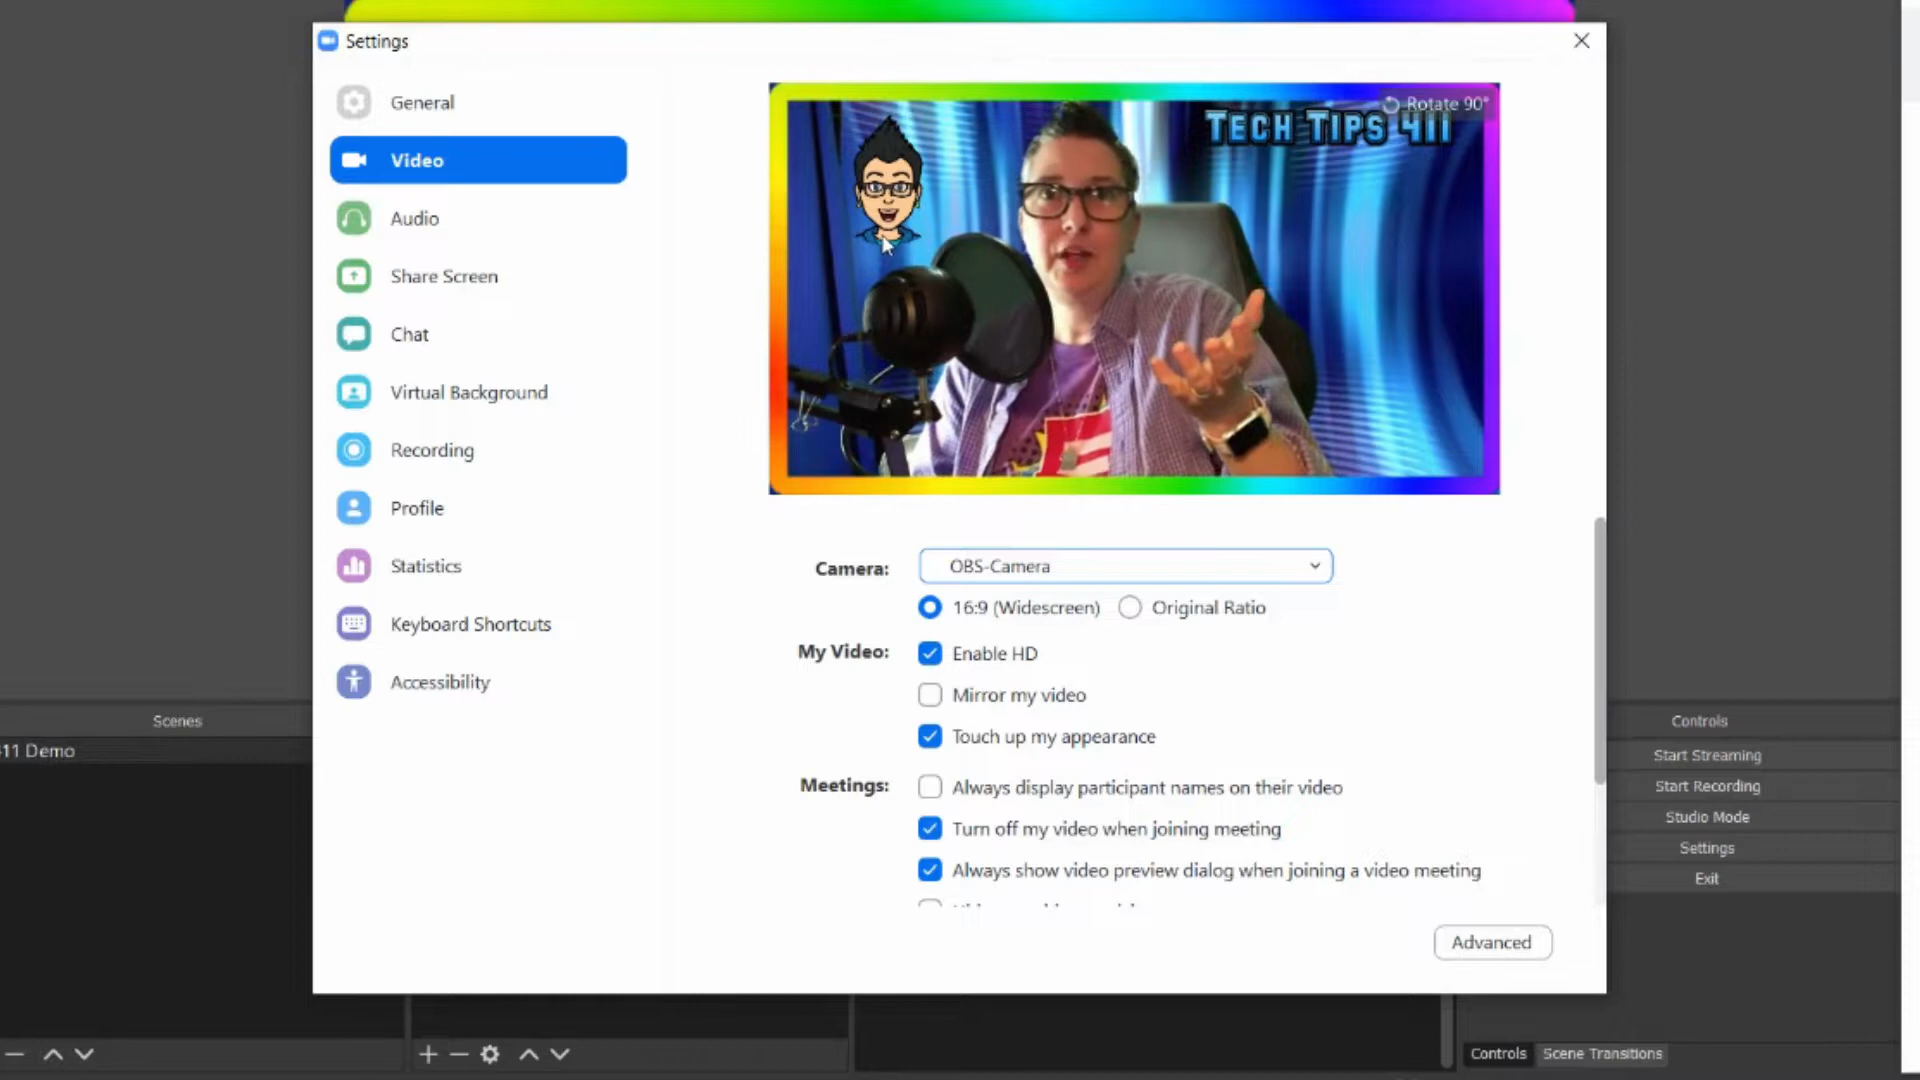 Settings
General
Video
Audio
Share Screen
Chat
Virtual Background
Recording
Profile
Statistics
Keyboard Shortcuts
Accessibility
Rotate 90°
TECH TIPS 411
Camera:
OBS-Camera
16:9 (Widescreen)
Original Ratio
My Video:
Enable HD
Mirror my video
Touch up my appearance
Meetings:
Always display participant names on their video
Turn off my video when joining meeting
Always show video preview dialog when joining a video meeting
Advanced
Scenes
411 Demo
Controls
Start Streaming
Start Recording
Studio Mode
Settings
Exit
Controls
Scene Transitions